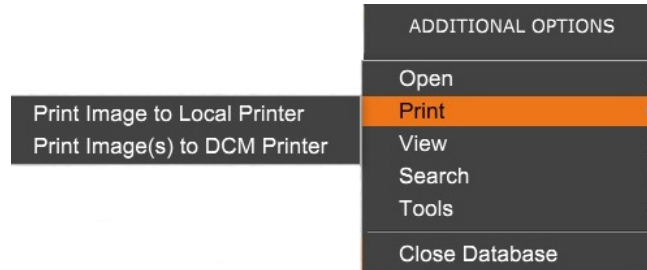 ADDITIONAL OPTIONS
Open
Print
View
Search
Tools
Close Database
Print Image to Local Printer
Print Image(s) to DCM Printer